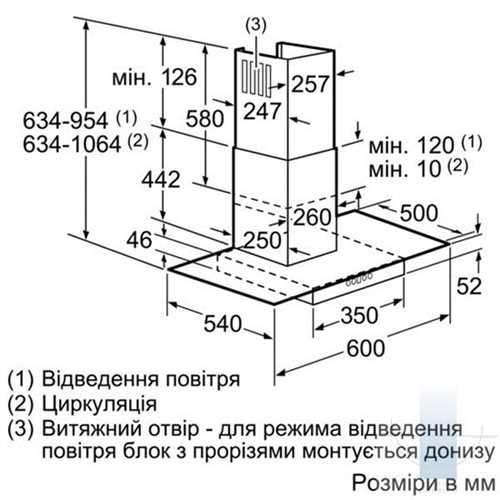 (3)
мін. 126
257
247
580
634-954 (1)
634-1064 (2)
мін. 120 (1)
мін. 10 (2)
442
260
500
250
46
52
540
350
600
(1) Відведення повітря
(2) Циркуляція
(3) Витяжний отвір - для режима відведення
повітря блок з прорізями монтується донизу
Розміри в мм